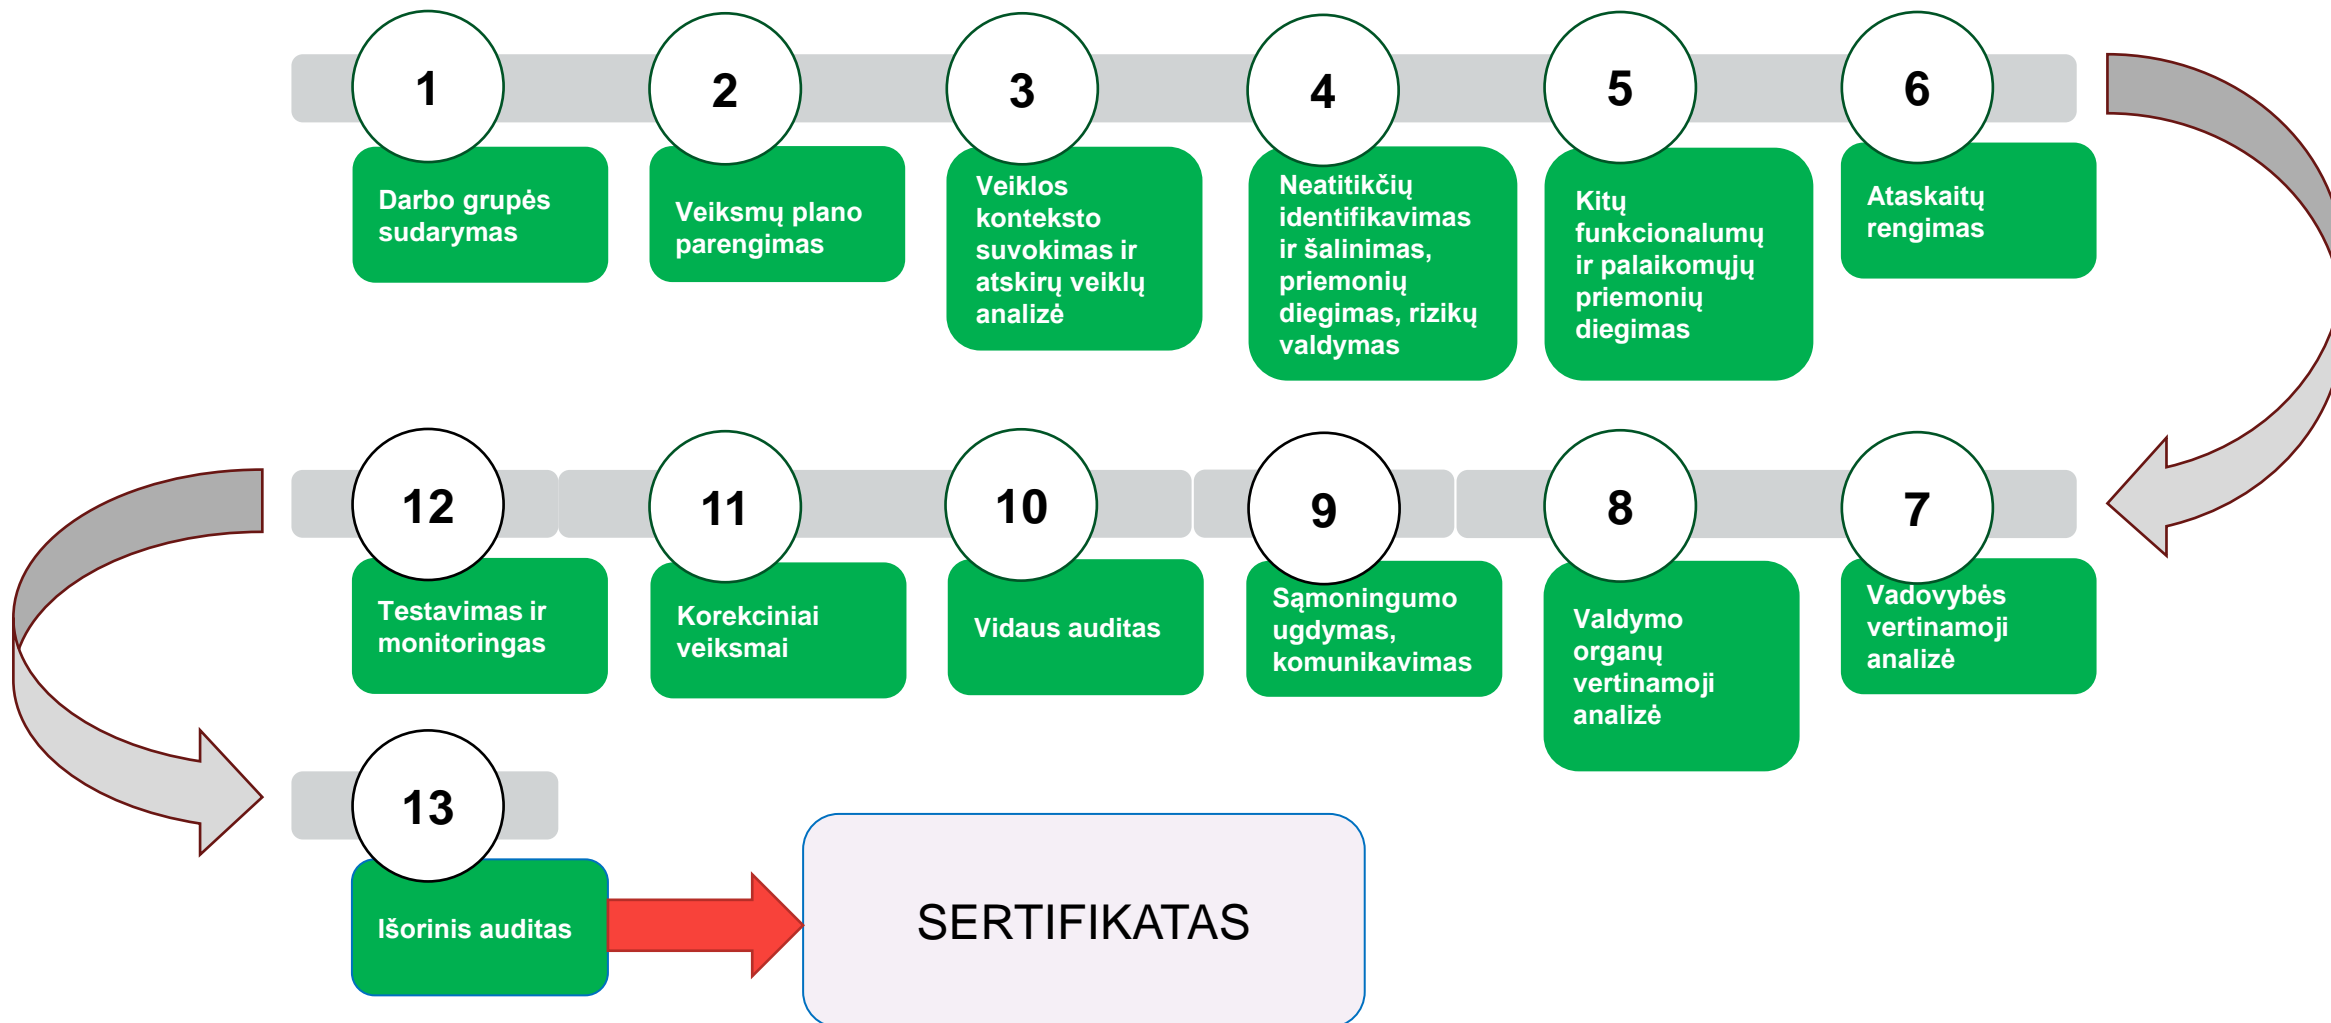 1
Darbo grupės
sudarymas
2
Veiksmų plano
parengimas
3
Veiklos
konteksto
suvokimas ir
atskirų veiklų
analizė
4
Neatitikčių
identifikavimas
ir šalinimas,
priemonių
diegimas, rizikų
valdymas
5
Kitų
funkcionalumų
ir palaikomųjų
priemonių
diegimas
6
Ataskaitų
rengimas
7
Vadovybės
vertinamoji
analizė
8
Valdymo
organų
vertinamoji
analizė
9
Sąmoningumo
ugdymas,
komunikavimas
10
Vidaus auditas
11
Korekciniai
veiksmai
12
Testavimas ir
monitoringas
13
Išorinis auditas
SERTIFIKATAS